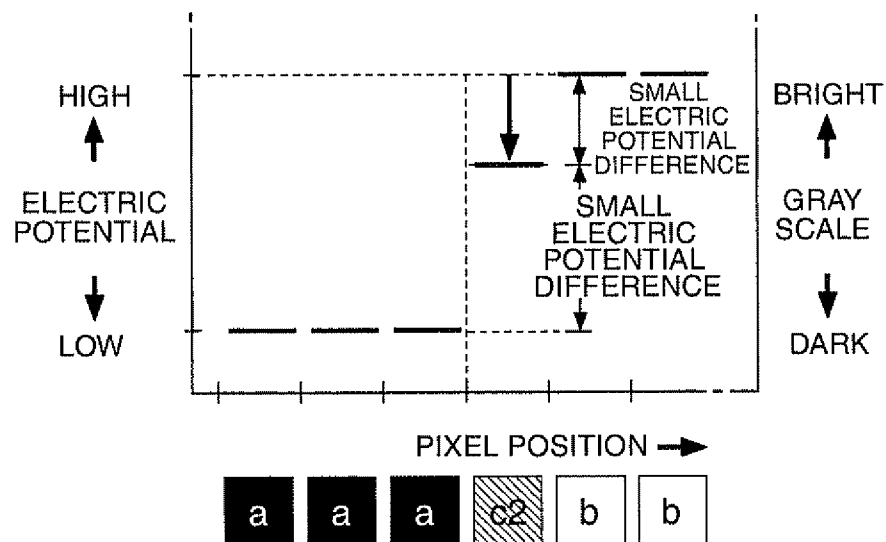 HIGH
ELECTRIC
POTENTIAL
LOW
SMALL
ELECTRIC
POTENTIAL
DIFFERENCE
SMALL
ELECTRIC
POTENTIAL
DIFFERENCE
BRIGHT
GRAY
SCALE
DARK
PIXEL POSITION
a a a c2 b b